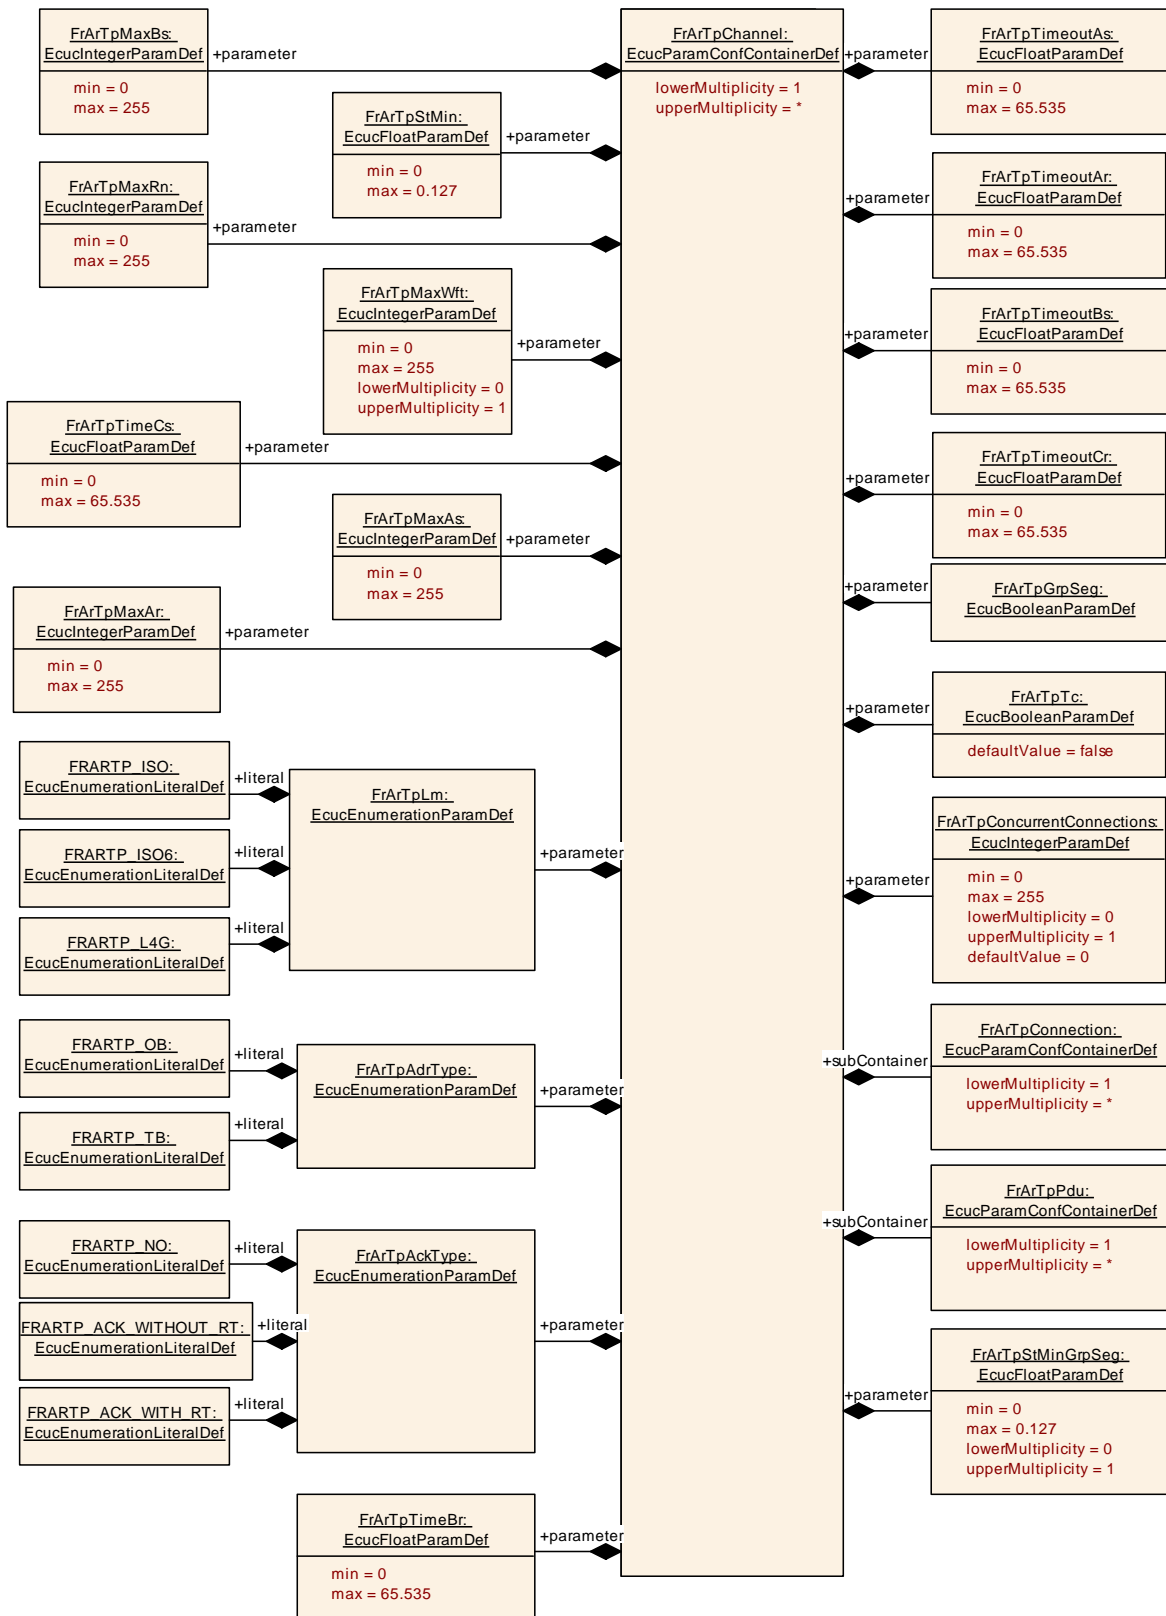 FrArTpMaxBs:
EcucIntegerParamDef
min = 0
max = 255
+parameter
FrArTpChannel:
EcucParamConfContainerDef
lowerMultiplicity = 1
upperMultiplicity = *
+parameter
FrArTpTimeoutAs:
EcucFloatParamDef
min = 0
max = 65.535
FrArTpStMin:
EcucFloatParamDef
min = 0
max = 0.127
+parameter
FrArTpMaxRn:
EcucIntegerParamDef
min = 0
max = 255
+parameter
+parameter
FrArTpTimeoutAr:
EcucFloatParamDef
min = 0
max = 65.535
FrArTpMaxWft:
EcucIntegerParamDef
min = 0
max = 255
lowerMultiplicity = 0
upperMultiplicity = 1
+parameter
+parameter
FrArTpTimeoutBs:
EcucFloatParamDef
min = 0
max = 65.535
FrArTpTimeCs:
EcucFloatParamDef
min = 0
max = 65.535
+parameter
+parameter
FrArTpTimeoutCr:
EcucFloatParamDef
min = 0
max = 65.535
FrArTpMaxAs:
EcucIntegerParamDef
min = 0
max = 255
+parameter
FrArTpMaxAr:
EcucIntegerParamDef
min = 0
max = 255
+parameter
+parameter
FrArTpGrpSeg:
EcucBooleanParamDef
+parameter
FrArTpTc:
EcucBooleanParamDef
defaultValue = false
FRARTP_ISO:
EcucEnumerationLiteralDef
+literal
FRARTP_ISO6:
EcucEnumerationLiteralDef
+literal
FRARTP_L4G:
EcucEnumerationLiteralDef
+literal
FrArTpLm:
EcucEnumerationParamDef
+parameter
+parameter
FrArTpConcurrentConnections:
EcucIntegerParamDef
min = 0
max = 255
lowerMultiplicity = 0
upperMultiplicity = 1
defaultValue = 0
FRARTP_OB:
EcucEnumerationLiteralDef
+literal
FRARTP_TB:
EcucEnumerationLiteralDef
+literal
FrArTpAdrType:
EcucEnumerationParamDef
+parameter
+subContainer
FrArTpConnection:
EcucParamConfContainerDef
lowerMultiplicity = 1
upperMultiplicity = *
+subContainer
FrArTpPdu:
EcucParamConfContainerDef
lowerMultiplicity = 1
upperMultiplicity = *
FRARTP_NO:
EcucEnumerationLiteralDef
+literal
FRARTP_ACK_WITHOUT_RT:
EcucEnumerationLiteralDef
+literal
FRARTP_ACK_WITH_RT:
EcucEnumerationLiteralDef
+literal
FrArTpAckType:
EcucEnumerationParamDef
+parameter
+parameter
FrArTpStMinGrpSeg:
EcucFloatParamDef
min = 0
max = 0.127
lowerMultiplicity = 0
upperMultiplicity = 1
FrArTpTimeBr:
EcucFloatParamDef
min = 0
max = 65.535
+parameter